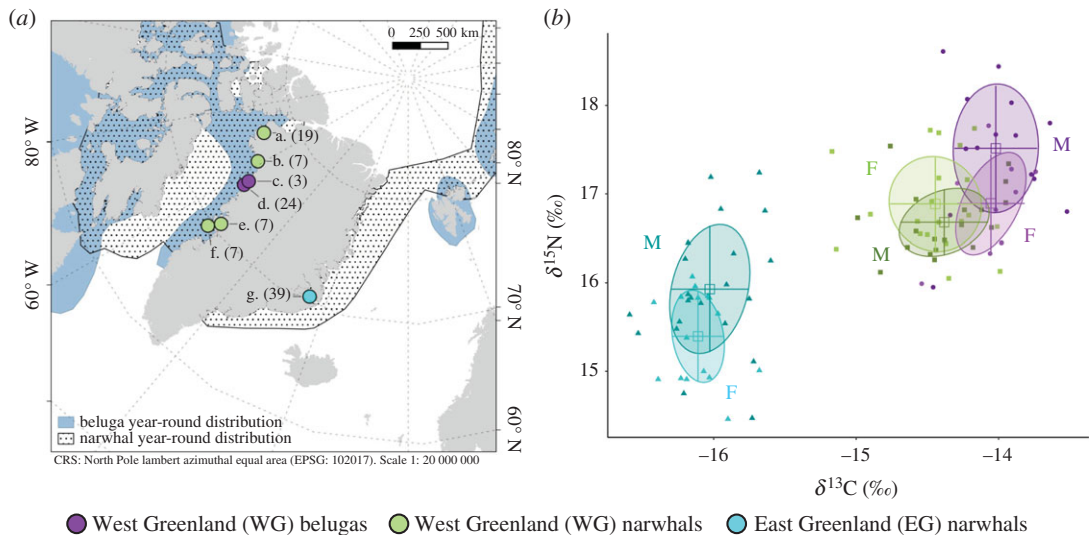 (a)
0 250 500 km
80° W
60° W
80° N
70° N
60° N
a. (19)
b. (7)
c. (3)
d. (24)
e. (7)
f. (7)
g. (39)
beluga year-round distribution
narwhal year-round distribution
CRS: North Pole lambert azimuthal equal area (EPSG: 102017). Scale 1: 20 000 000
(b)
δ15N (‰)
18
17
16
15
M
F
F
M
M
F
–16
–15
–14
δ13C (‰)
West Greenland (WG) belugas
West Greenland (WG) narwhals
East Greenland (EG) narwhals